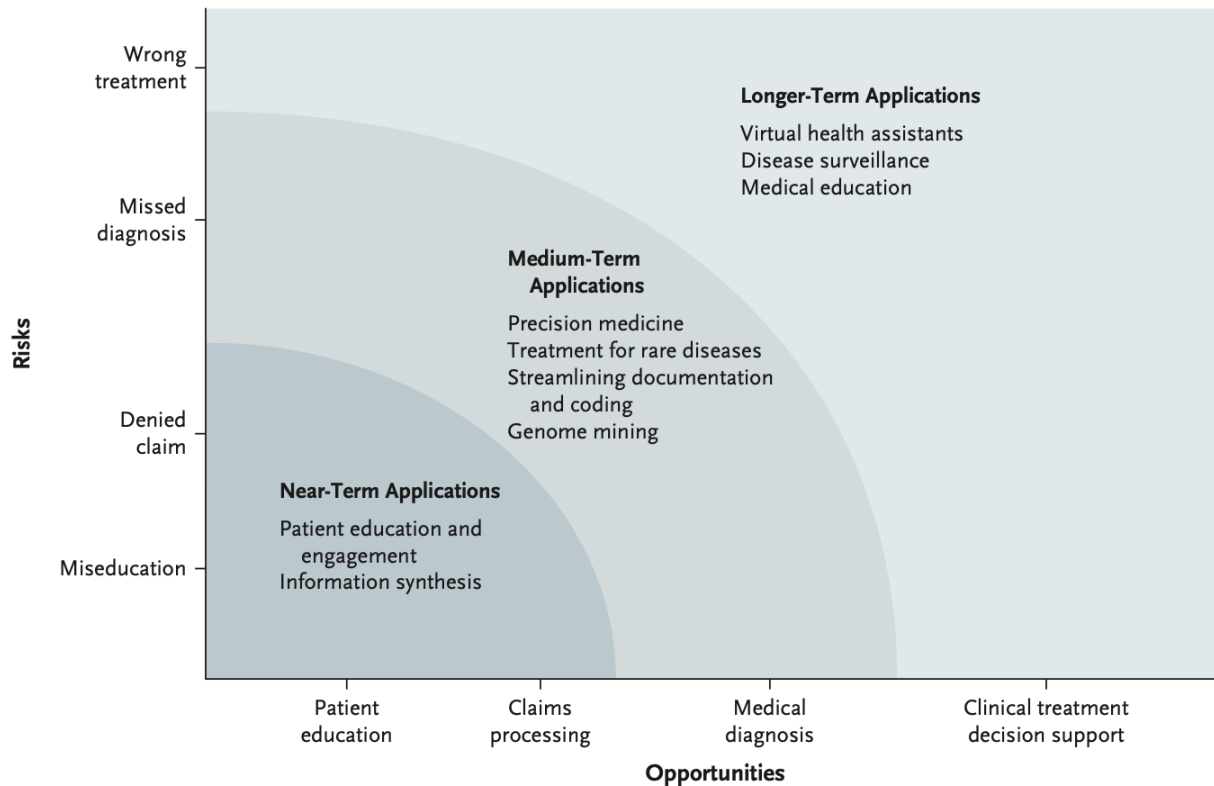 Wrong
treatment
Missed
diagnosis
Risks
Denied
claim
Miseducation
Longer-Term Applications
Virtual health assistants
Disease surveillance
Medical education
Medium-Term
Applications
Precision medicine
Treatment for rare diseases
Streamlining documentation
and coding
Genome mining
Near-Term Applications
Patient education and
engagement
Information synthesis
Patient
education
Claims
processing
Medical
diagnosis
Clinical treatment
decision support
Opportunities